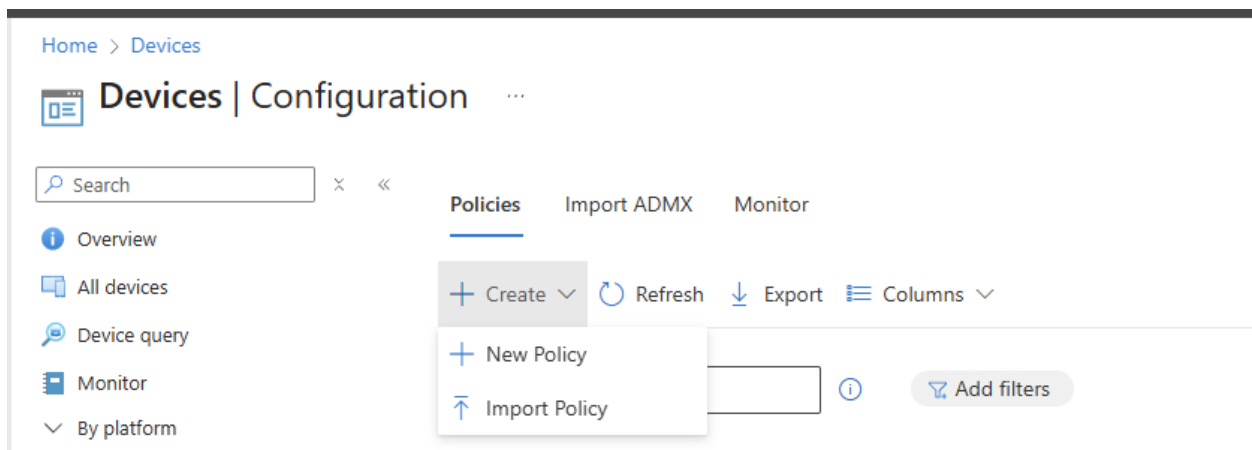 Home > Devices
Devices | Configuration ...
Search
Policies Import ADMX Monitor
Overview
All devices
Create Refresh Export Columns
Device query
New Policy
Add filters
Monitor
Import Policy
By platform